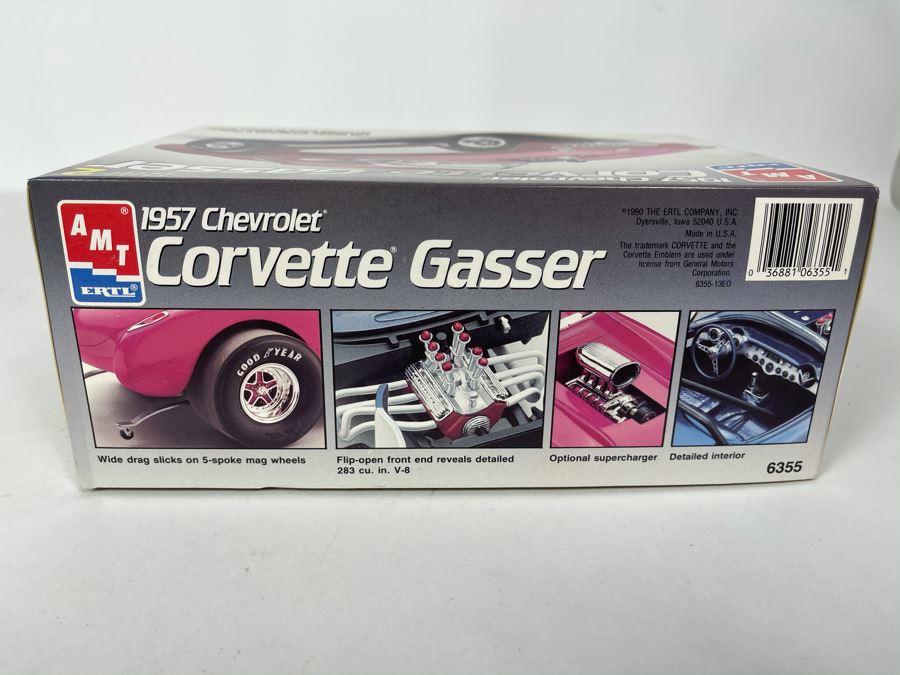 AMT®
ERTL®
1957 Chevrolet®
Corvette® Gasser
©1990 THE ERTL COMPANY, INC.
Dyersville, Iowa 52040 U.S.A.
Made in U.S.A.
The trademark CORVETTE and the
Corvette Emblem are used under
license from General Motors
Corporation.
6355-13EO
0 36881 06355 1
GOOD YEAR
Wide drag slicks on 5-spoke mag wheels
Flip-open front end reveals detailed
283 cu. in. V-8
Optional supercharger
Detailed interior
6355